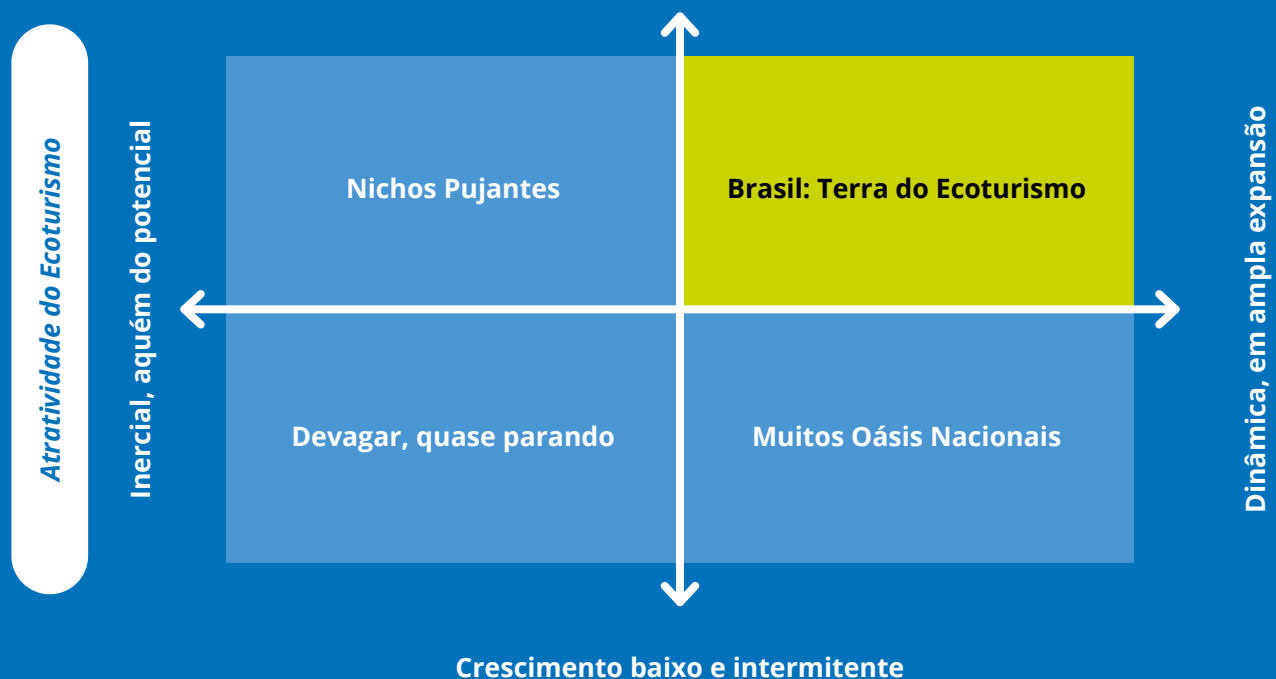 Atratividade do Ecoturismo
Inercial, aquém do potencial
Nichos Pujantes
Brasil: Terra do Ecoturismo
Devagar, quase parando
Muitos Oásis Nacionais
Dinâmica, em ampla expansão
Crescimento baixo e intermitente